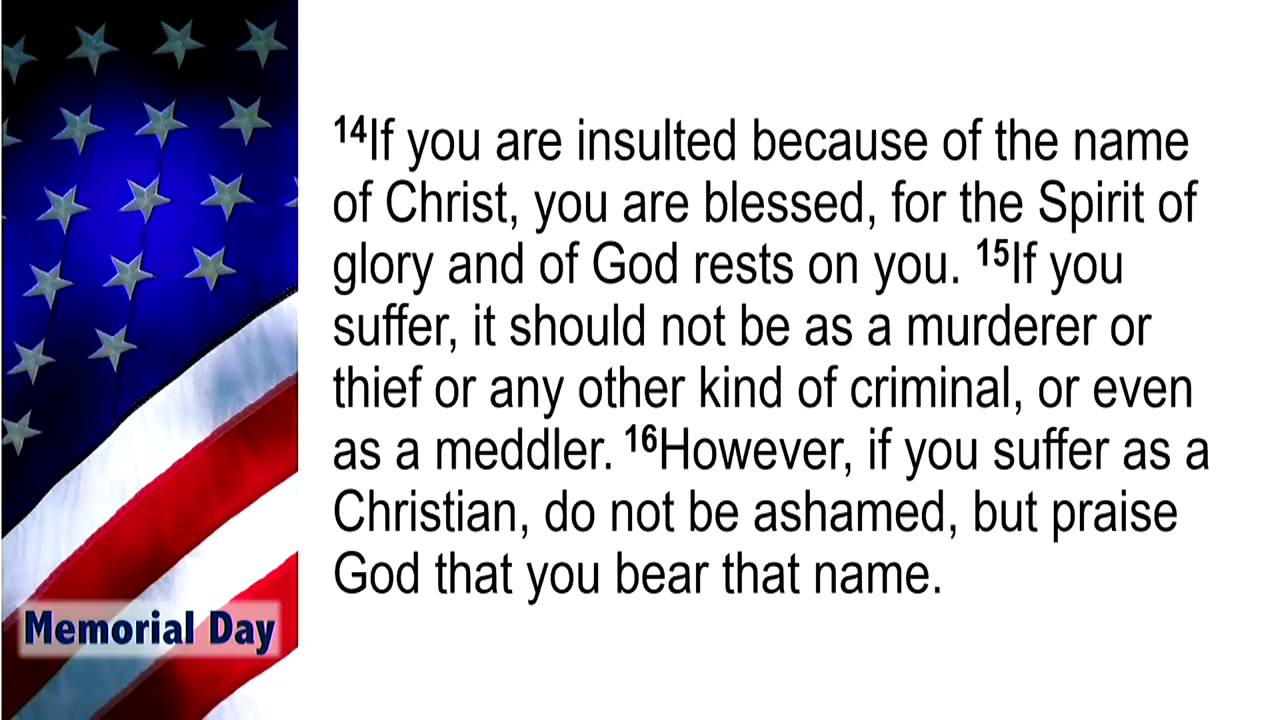 ¹⁴If you are insulted because of the name
of Christ, you are blessed, for the Spirit of
glory and of God rests on you. ¹⁵If you
suffer, it should not be as a murderer or
thief or any other kind of criminal, or even
as a meddler. ¹⁶However, if you suffer as a
Christian, do not be ashamed, but praise
God that you bear that name.
Memorial Day